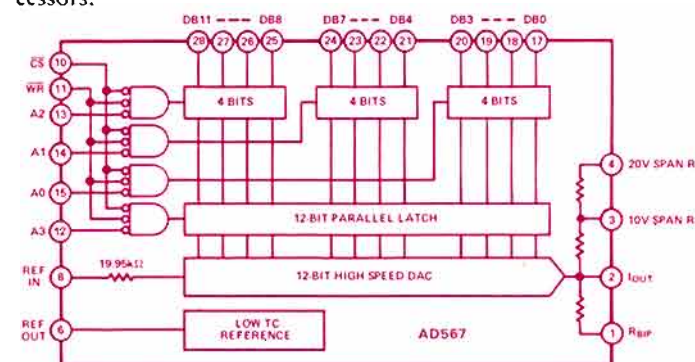 cessors.
DB11 ---- DB8 DB7 ---- DB4 DB3 ---- DB0
28 27 26 25 24 23 22 21 20 19 18 17
CS 10
WR 11
A2 13
A1 14
A0 15
A3 12
4 BITS 4 BITS 4 BITS
4 20V SPAN R
3 10V SPAN R
12-BIT PARALLEL LATCH
REF IN 8 19.95kΩ
12-BIT HIGH SPEED DAC
2 IOUT
REF OUT 6
LOW TC
REFERENCE
AD567
1 RBIP